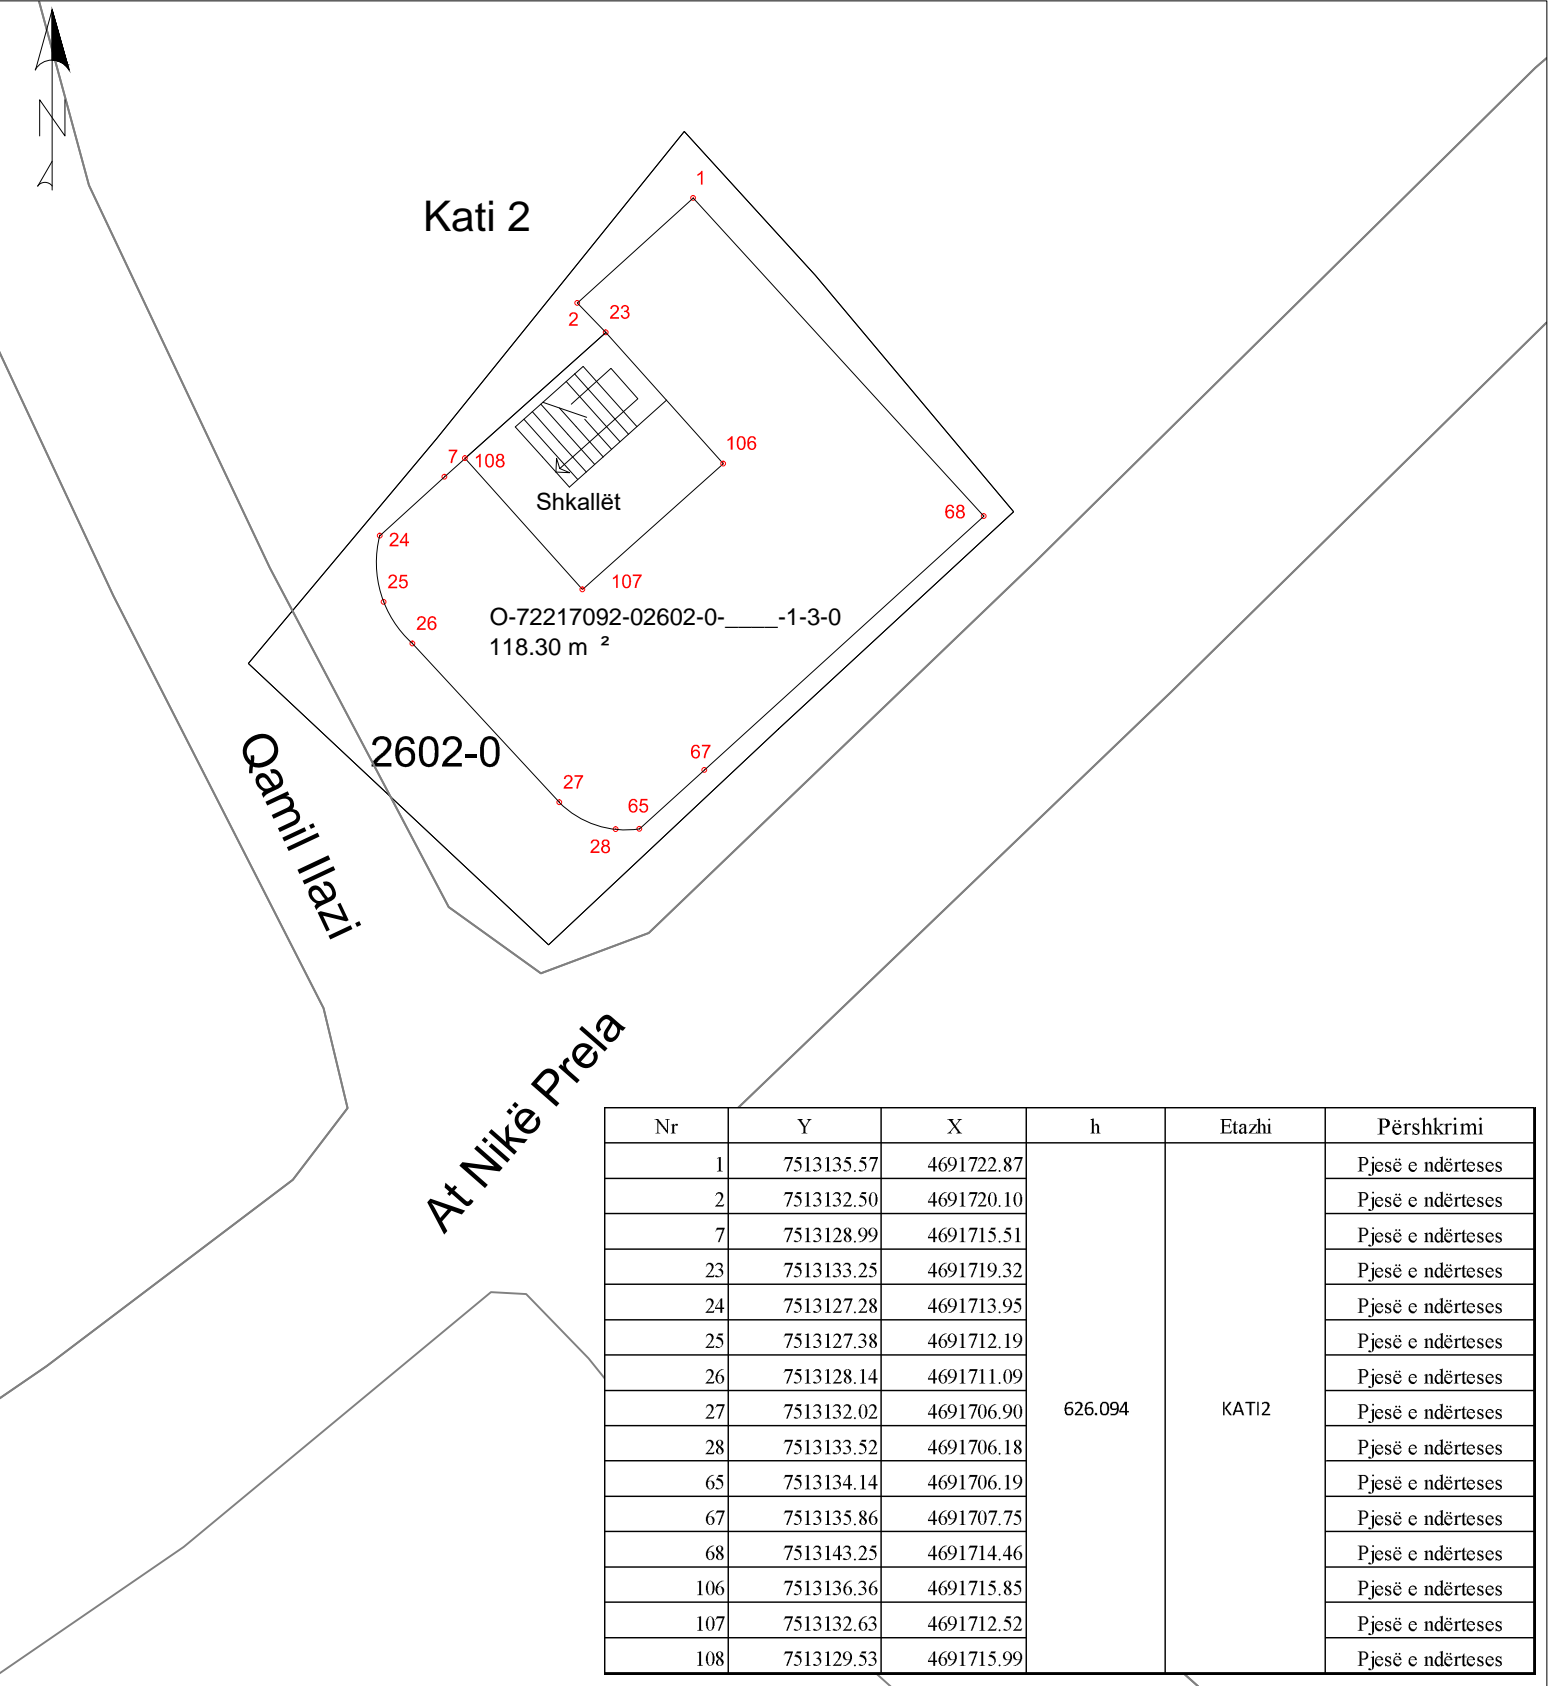 N
Kati 2
1
2
23
7
108
106
Shkallët
68
24
25
107
26
O-72217092-02602-0-____-1-3-0
118.30 m ²
2602-0
67
27
65
28
Qamil Ilazi
At Nikë Prela
Nr Y X h Etazhi Përshkrimi
1 7513135.57 4691722.87 Pjesë e ndërteses
2 7513132.50 4691720.10 Pjesë e ndërteses
7 7513128.99 4691715.51 Pjesë e ndërteses
23 7513133.25 4691719.32 Pjesë e ndërteses
24 7513127.28 4691713.95 Pjesë e ndërteses
25 7513127.38 4691712.19 Pjesë e ndërteses
26 7513128.14 4691711.09 Pjesë e ndërteses
27 7513132.02 4691706.90 626.094 KATI2 Pjesë e ndërteses
28 7513133.52 4691706.18 Pjesë e ndërteses
65 7513134.14 4691706.19 Pjesë e ndërteses
67 7513135.86 4691707.75 Pjesë e ndërteses
68 7513143.25 4691714.46 Pjesë e ndërteses
106 7513136.36 4691715.85 Pjesë e ndërteses
107 7513132.63 4691712.52 Pjesë e ndërteses
108 7513129.53 4691715.99 Pjesë e ndërteses